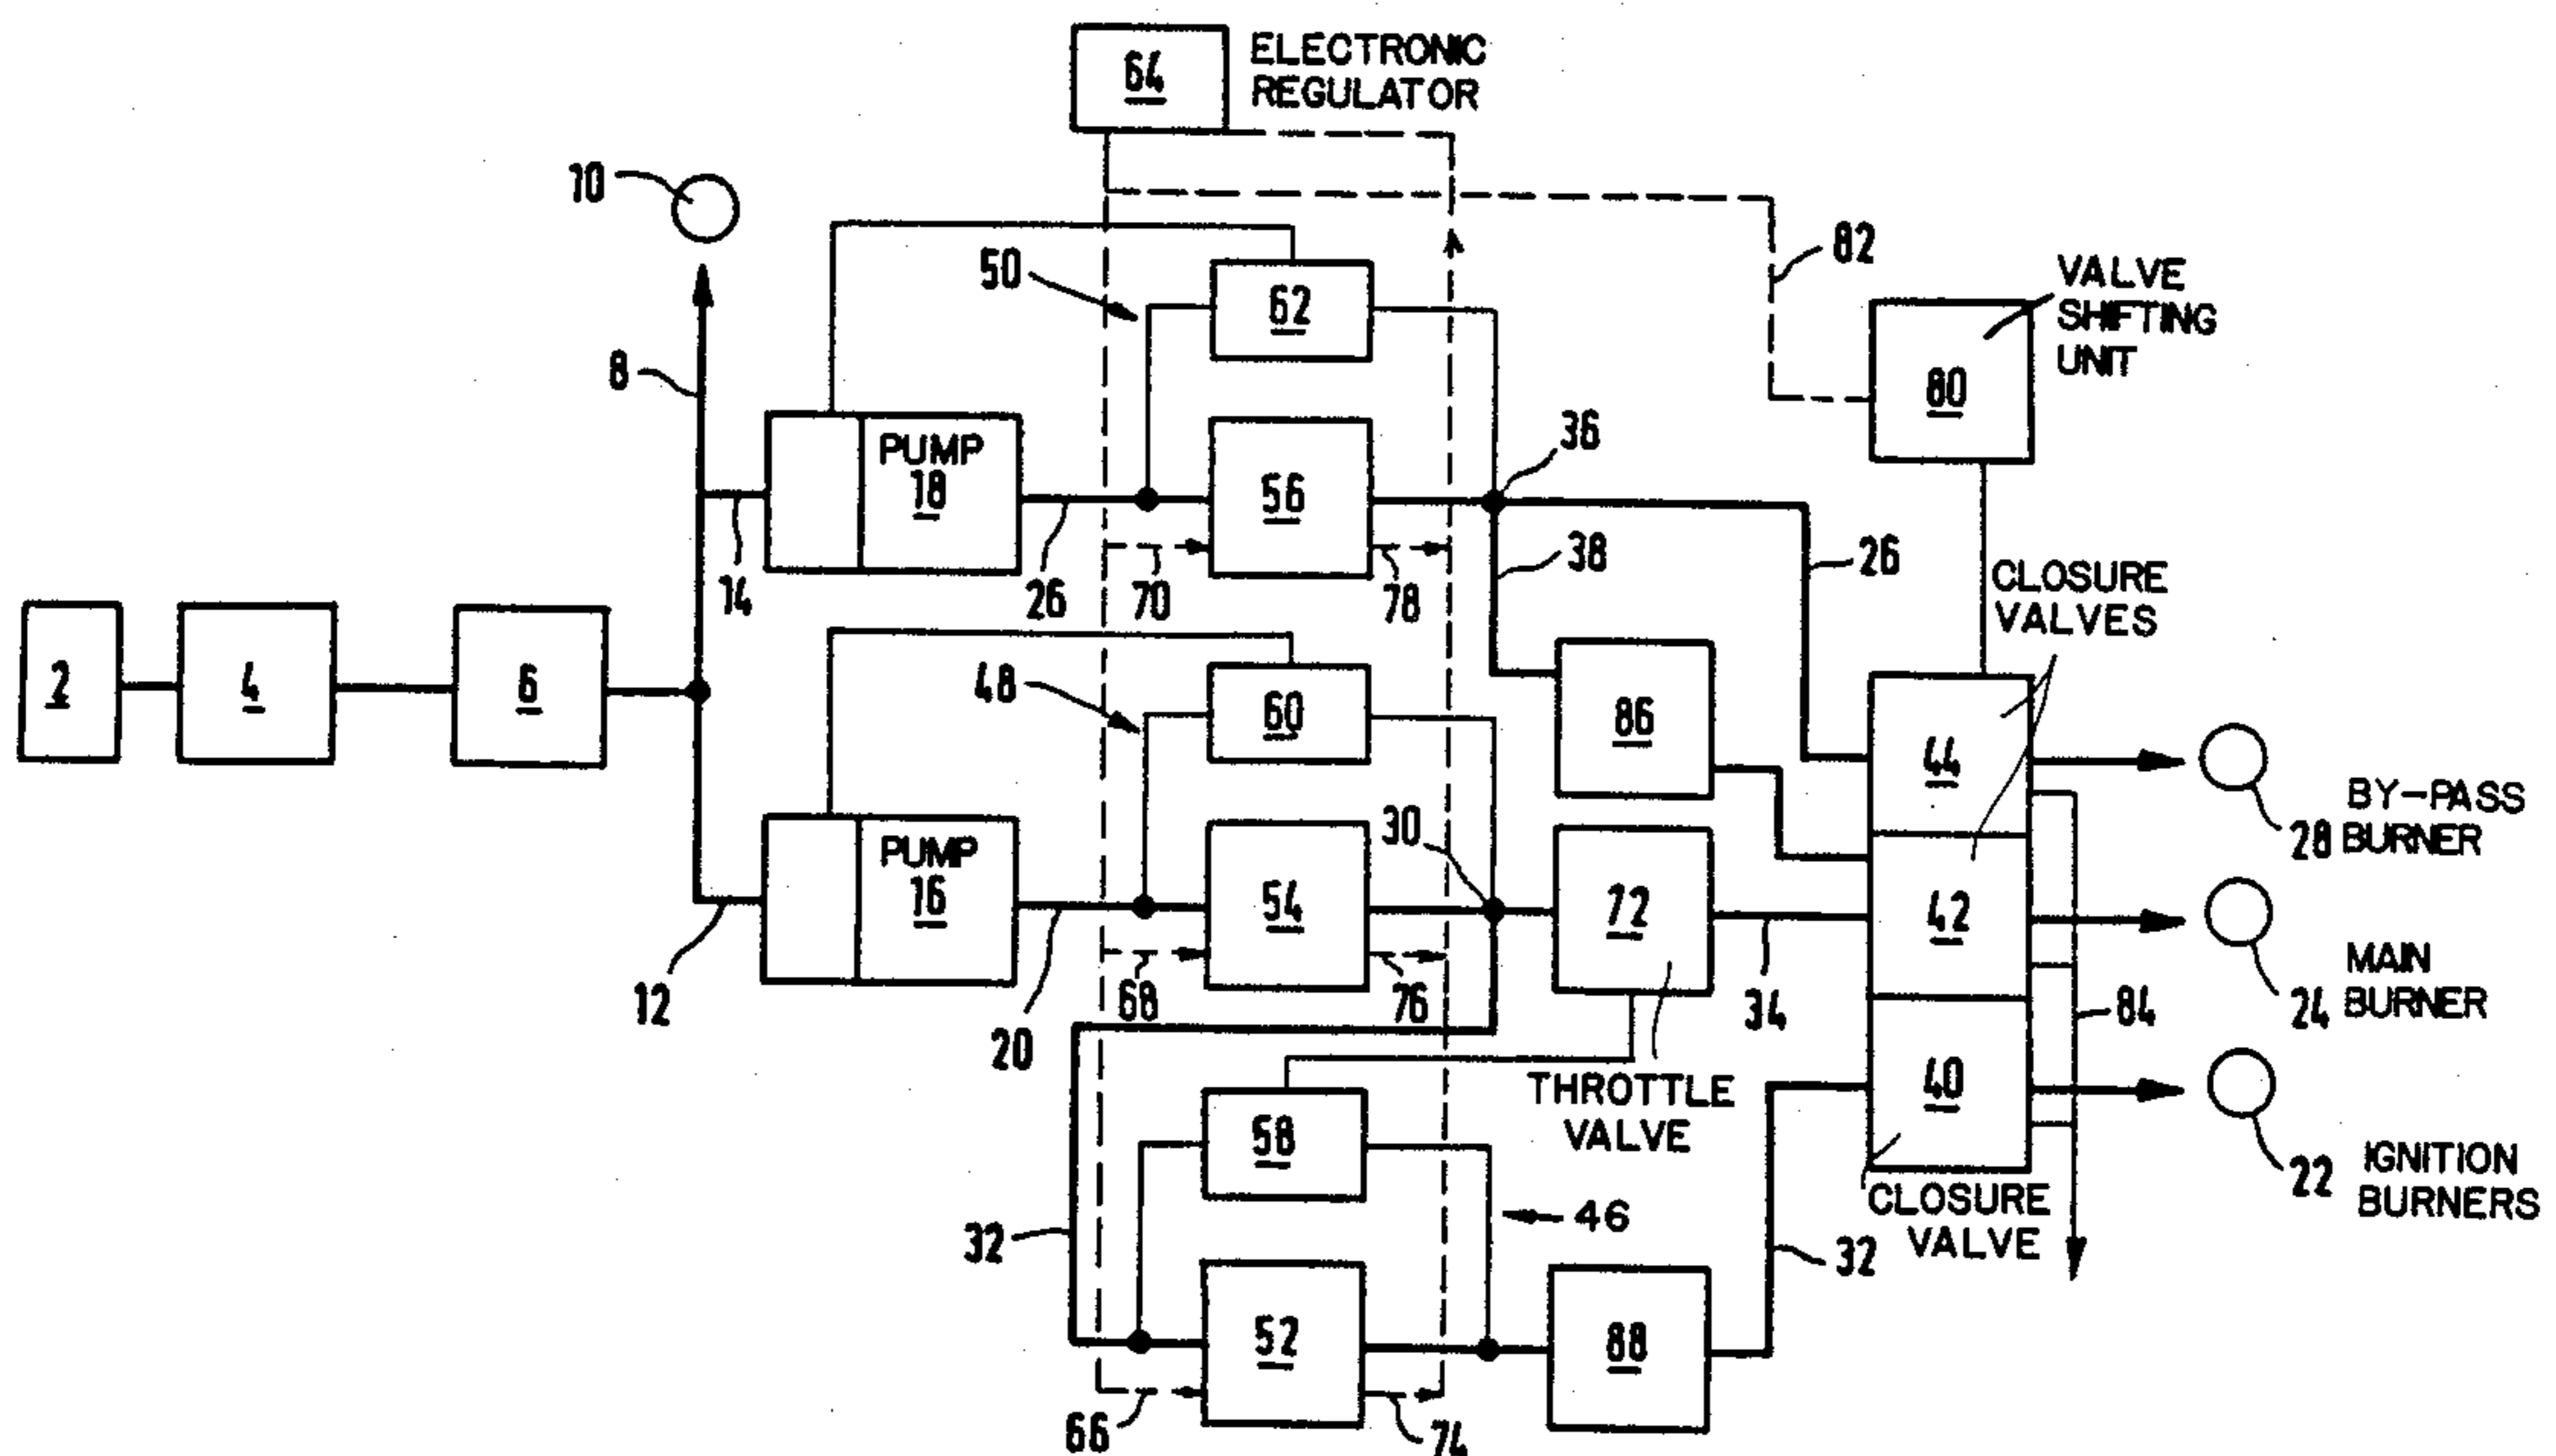 64
ELECTRONIC
REGULATOR
10
82
50
62
VALVE
SHIFTING
UNIT
8
80
36
PUMP
18
56
38
26
CLOSURE
VALVES
14
26
70
78
2
4
6
48
60
86
44
30
BY-PASS
28 BURNER
PUMP
16
54
72
42
12
68
76
34
MAIN
24 BURNER
84
20
40
THROTTLE
VALVE
58
22
IGNITION
BURNERS
CLOSURE
VALVE
32
46
32
52
88
66
74